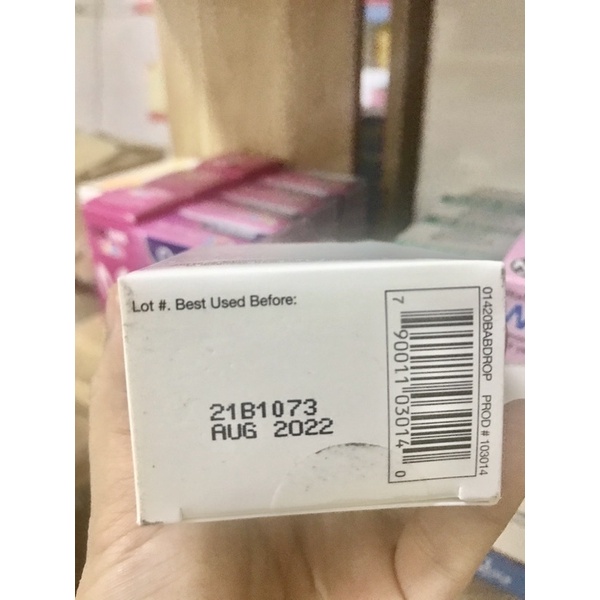 Lot #. Best Used Before:
21B1073
AUG 2022
7 90011 03014 0
01420BABDROP PROD # 103014